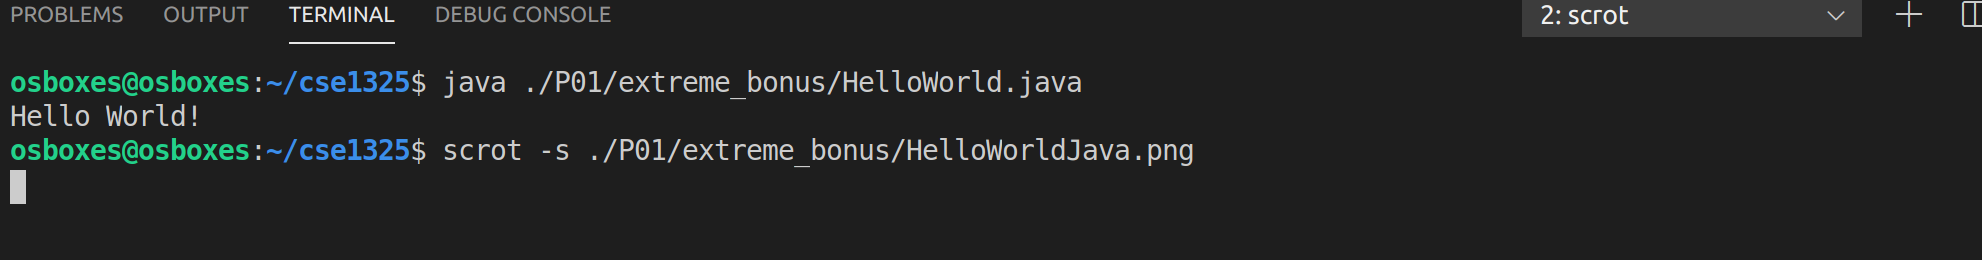 PROBLEMS OUTPUT TERMINAL DEBUG CONSOLE 2: scrot
osboxes@osboxes:~/cse1325$ java ./P01/extreme_bonus/HelloWorld.java
Hello World!
osboxes@osboxes:~/cse1325$ scrot -s ./P01/extreme_bonus/HelloWorldJava.png